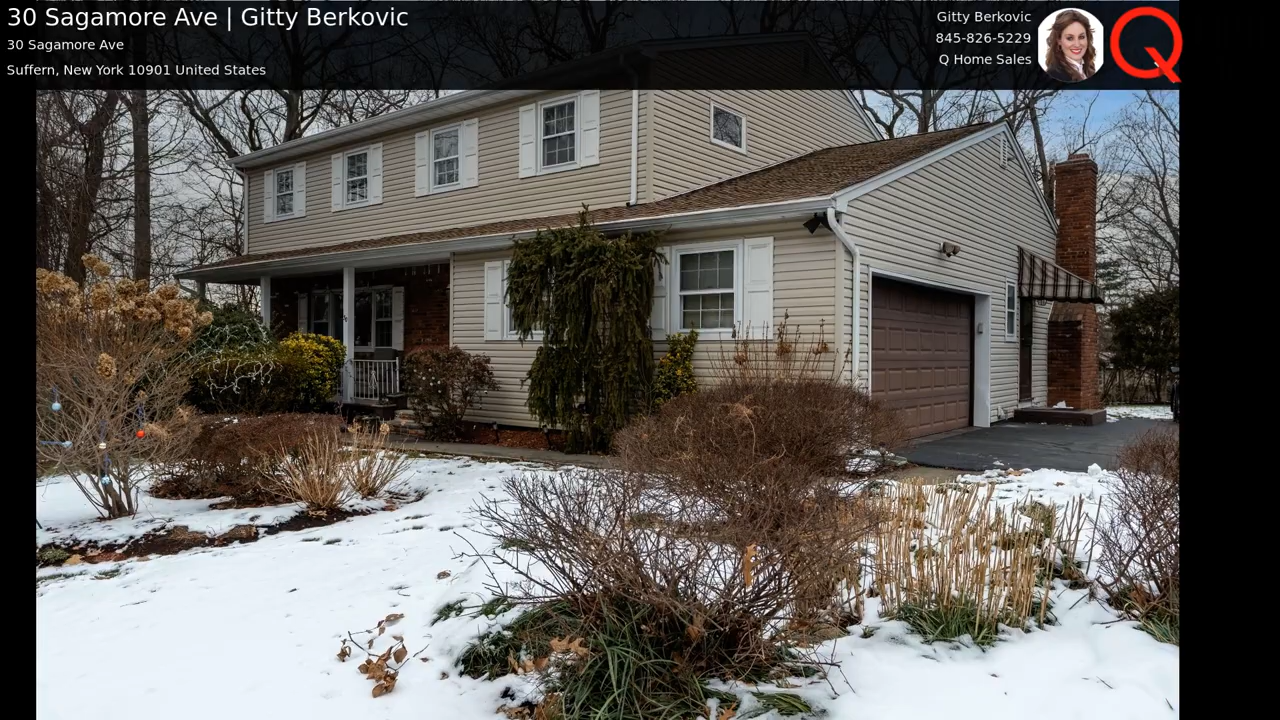 30 Sagamore Ave | Gitty Berkovic
30 Sagamore Ave
Suffern, New York 10901 United States
Gitty Berkovic
845-826-5229
Q Home Sales
Q